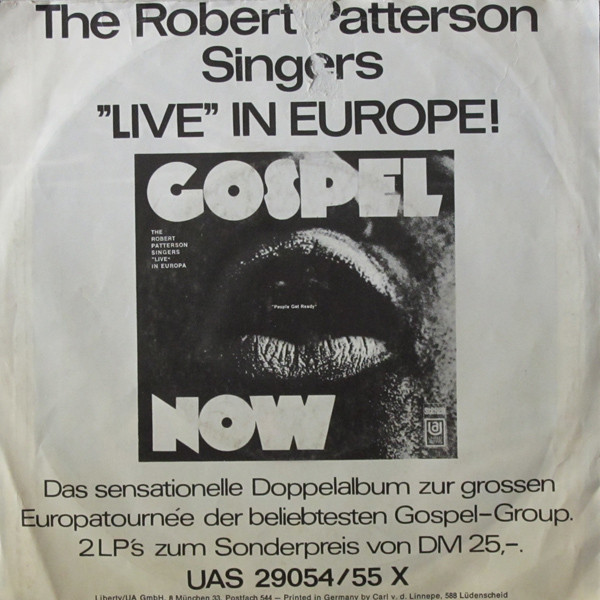 The Robert Patterson
Singers
"LIVE" IN EUROPE!
GOSPEL
THE
ROBERT
PATTERSON
SINGERS
"LIVE"
IN EUROPA
"People Get Ready"
NOW
Das sensationelle Doppelalbum zur grossen
Europatourneé der beliebtesten Gospel-Group.
2 LP's zum Sonderpreis von DM 25,-.
UAS 29054/55 X
Liberty/UA GmbH, 8 München 33, Postfach 544 — Printed in Germany by Carl v. d. Linnepe, 588 Lüdenscheid